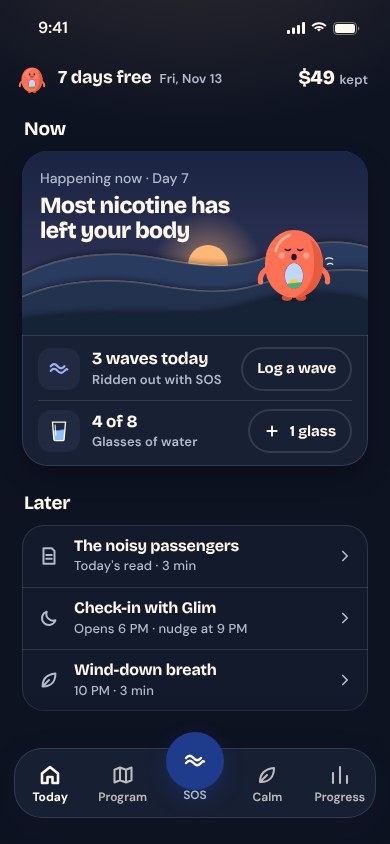 9:41
7 days free Fri, Nov 13
$49 kept
Now
Happening now · Day 7
Most nicotine has
left your body
3 waves today
Ridden out with SOS
Log a wave
4 of 8
Glasses of water
+ 1 glass
Later
The noisy passengers
Today's read · 3 min
Check-in with Glim
Opens 6 PM · nudge at 9 PM
Wind-down breath
10 PM · 3 min
Today
Program
SOS
Calm
Progress